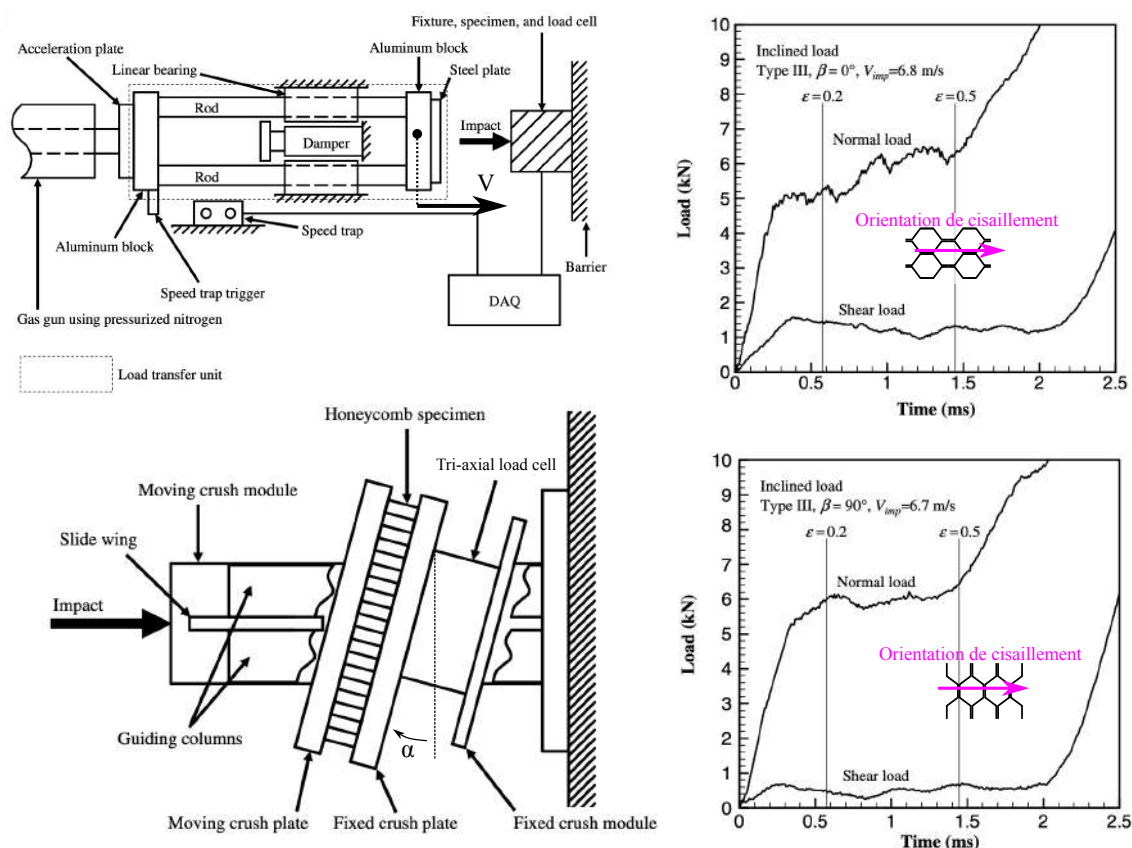 Fixture, specimen, and load cell
Acceleration plate
Aluminum block
Linear bearing
Steel plate
Rod
Damper
Impact
Rod
V
Aluminum block
Speed trap
Speed trap trigger
Barrier
DAQ
Gas gun using pressurized nitrogen
Load transfer unit
Honeycomb specimen
Tri-axial load cell
Moving crush module
Slide wing
Impact
Guiding columns
α
Moving crush plate
Fixed crush plate
Fixed crush module
Inclined load
Type III, β=0°, Vimp=6.8 m/s
ε=0.2
ε=0.5
Normal load
Orientation de cisaillement
Shear load
Load (kN)
10
9
8
7
6
5
4
3
2
1
0
0 0.5 1 1.5 2 2.5
Time (ms)
Inclined load
Type III, β= 90°, Vimp=6.7 m/s
ε=0.2
ε=0.5
Normal load
Orientation de cisaillement
Shear load
Load (kN)
10
9
8
7
6
5
4
3
2
1
0
0 0.5 1 1.5 2 2.5
Time (ms)